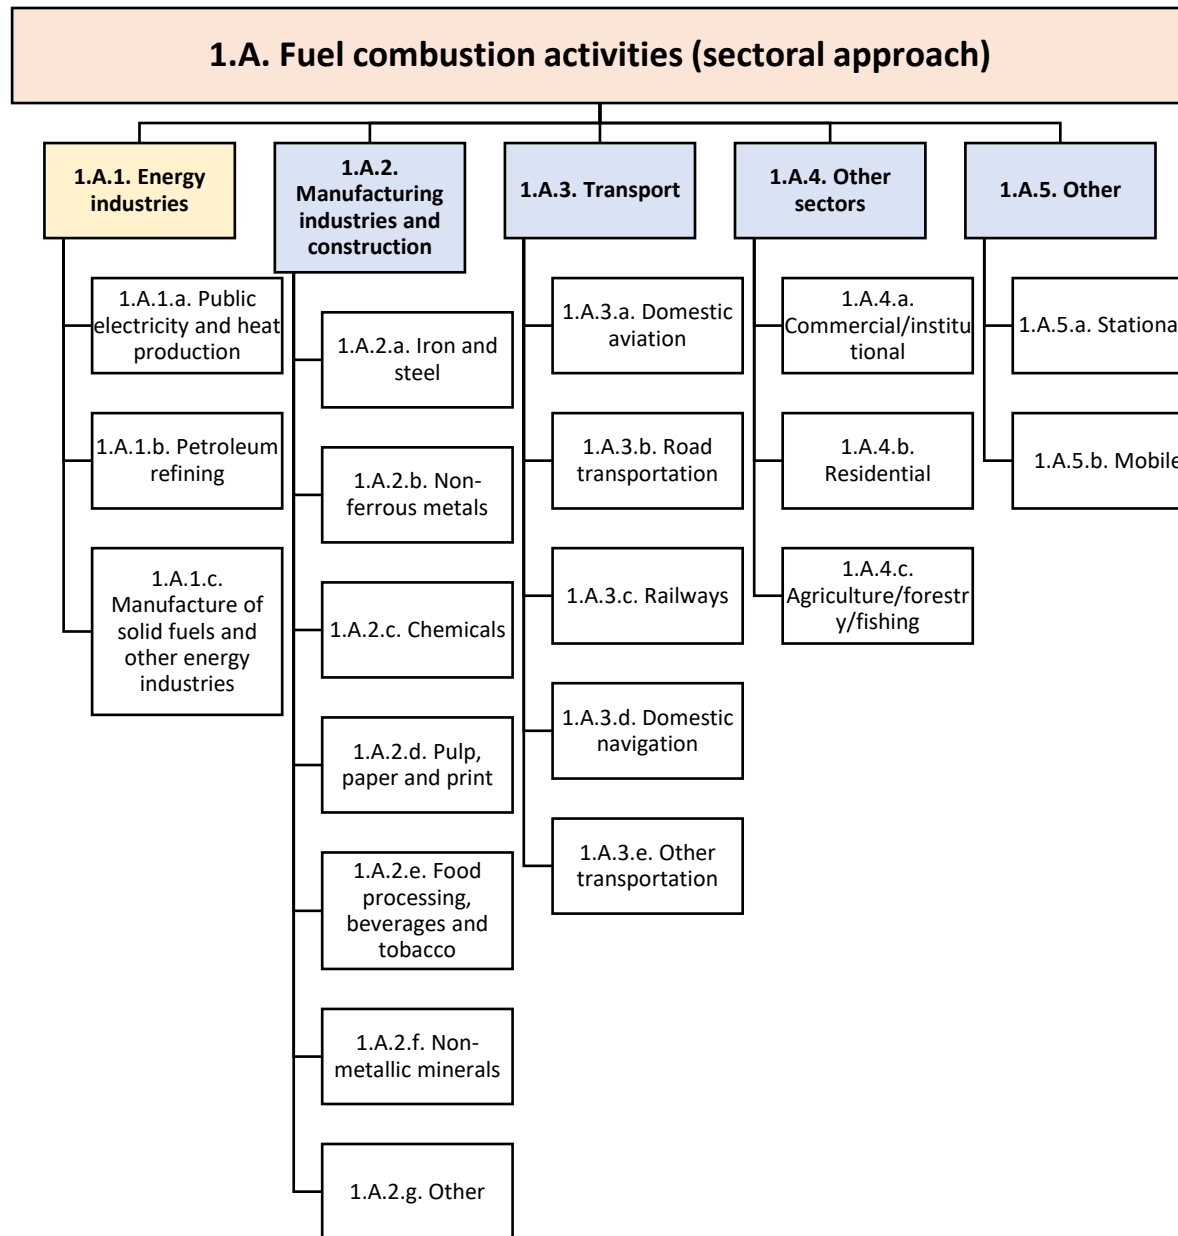 1.A. Fuel combustion activities (sectoral approach)
1.A.1. Energy
industries
1.A.1.a. Public
electricity and heat
production
1.A.1.b. Petroleum
refining
1.A.1.c.
Manufacture of
solid fuels and
other energy
industries
1.A.2.
Manufacturing
industries and
construction
1.A.2.a. Iron and
steel
1.A.2.b. Non-
ferrous metals
1.A.2.c. Chemicals
1.A.2.d. Pulp,
paper and print
1.A.2.e. Food
processing,
beverages and
tobacco
1.A.2.f. Non-
metallic minerals
1.A.2.g. Other
1.A.3. Transport
1.A.3.a. Domestic
aviation
1.A.3.b. Road
transportation
1.A.3.c. Railways
1.A.3.d. Domestic
navigation
1.A.3.e. Other
transportation
1.A.4. Other
sectors
1.A.4.a.
Commercial/institu
tional
1.A.4.b.
Residential
1.A.4.c.
Agriculture/forestr
y/fishing
1.A.5. Other
1.A.5.a. Stationa
1.A.5.b. Mobile